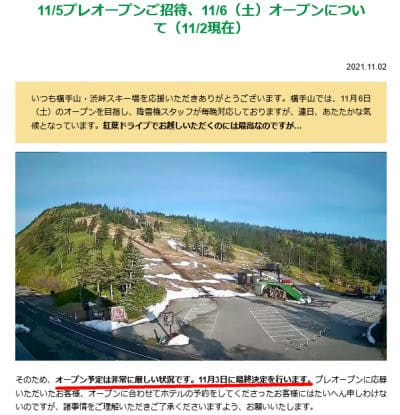 11/5プレオープンご招待、11/6（土）オープンについ
て（11/2現在）
2021.11.02
いつも横手山・渋峠スキー場を応援いただきありがとうございます。横手山では、11月6日
（土）のオープンを目指し、降雪機スタッフが毎晩対応しておりますが、連日、あたたかな気
候となっています。紅葉ドライブでお越しいただくのには最高なのですが…
そのため、オープン予定は非常に厳しい状況です。11月3日に最終決定を行います。プレオープンに応募
いただいたお客様、オープンに合わせてホテルの予約をしてくださったお客様にはたいへん申しわけな
いのですが、諸事情をご理解いただきご了承くださいますよう、お願いいたします。